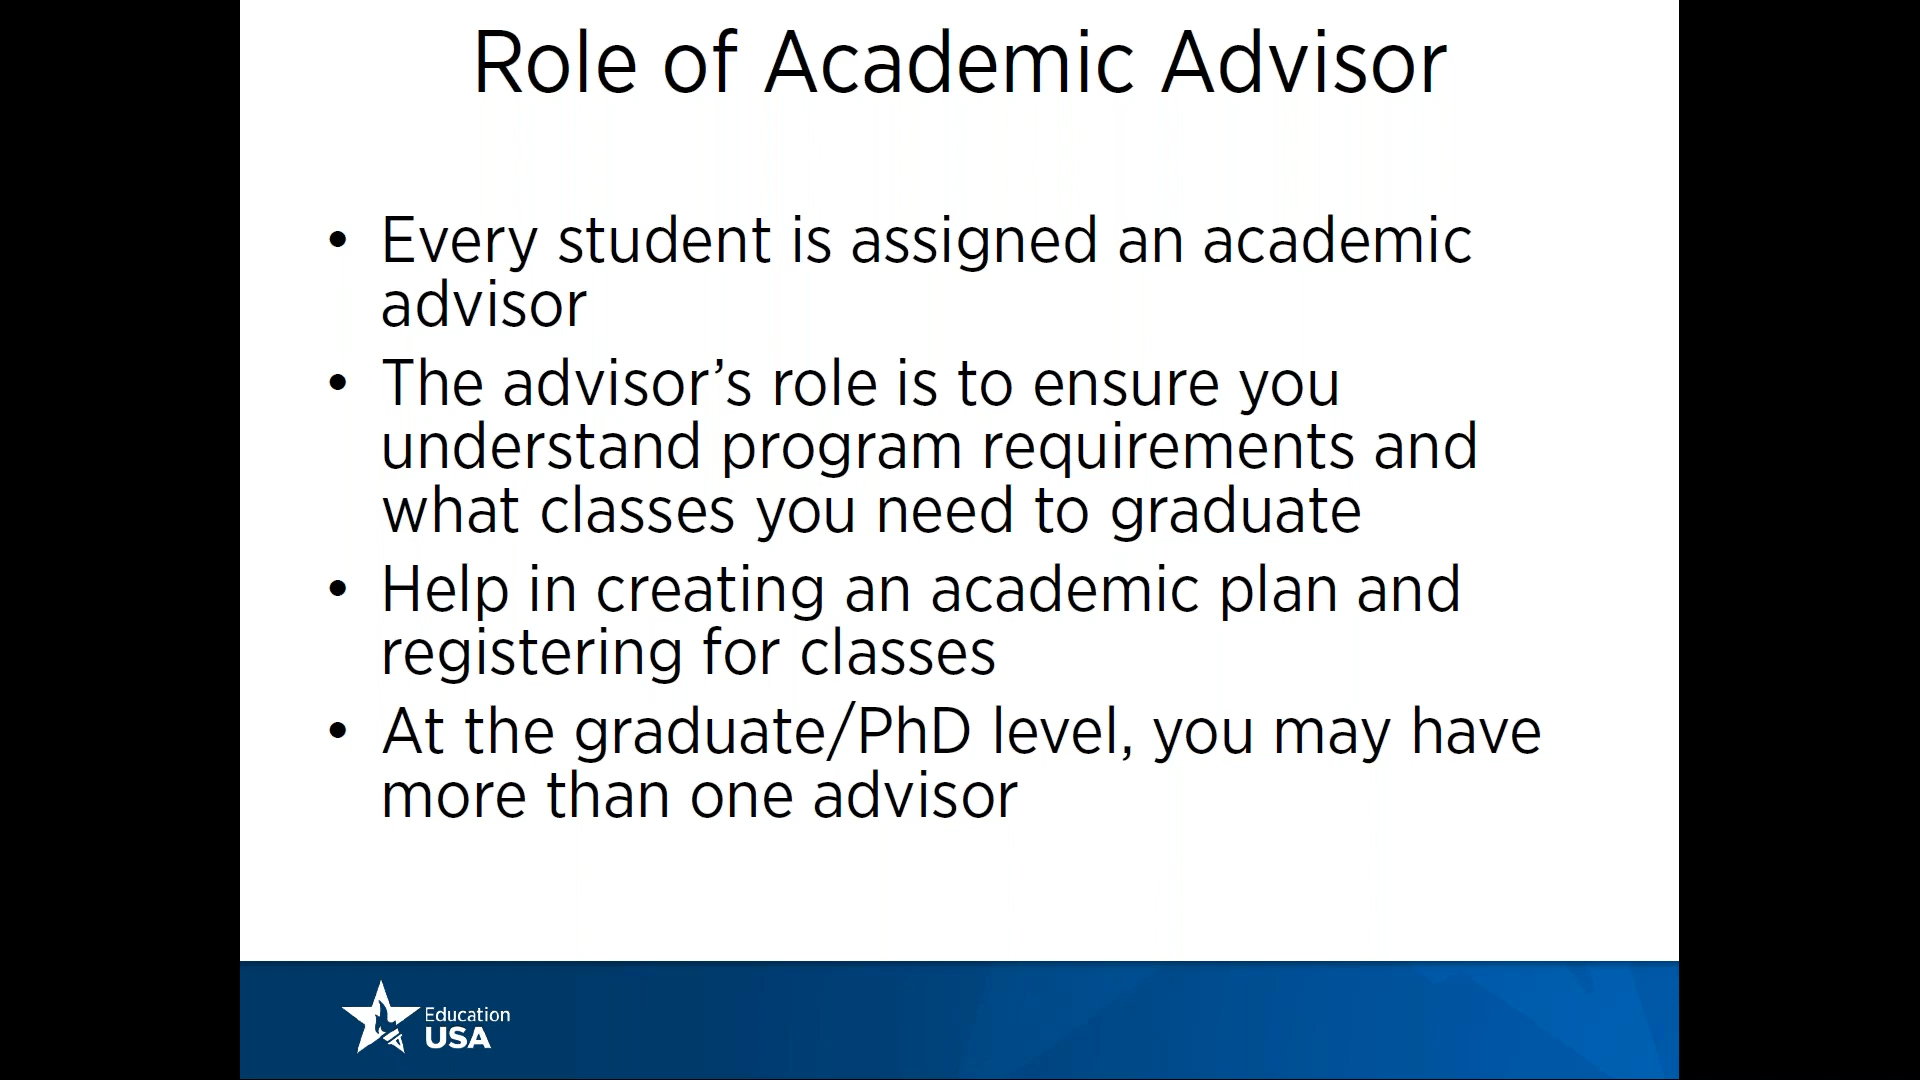 Role of Academic Advisor
• Every student is assigned an academic
advisor
• The advisor’s role is to ensure you
understand program requirements and
what classes you need to graduate
• Help in creating an academic plan and
registering for classes
• At the graduate/PhD level, you may have
more than one advisor
Education
USA